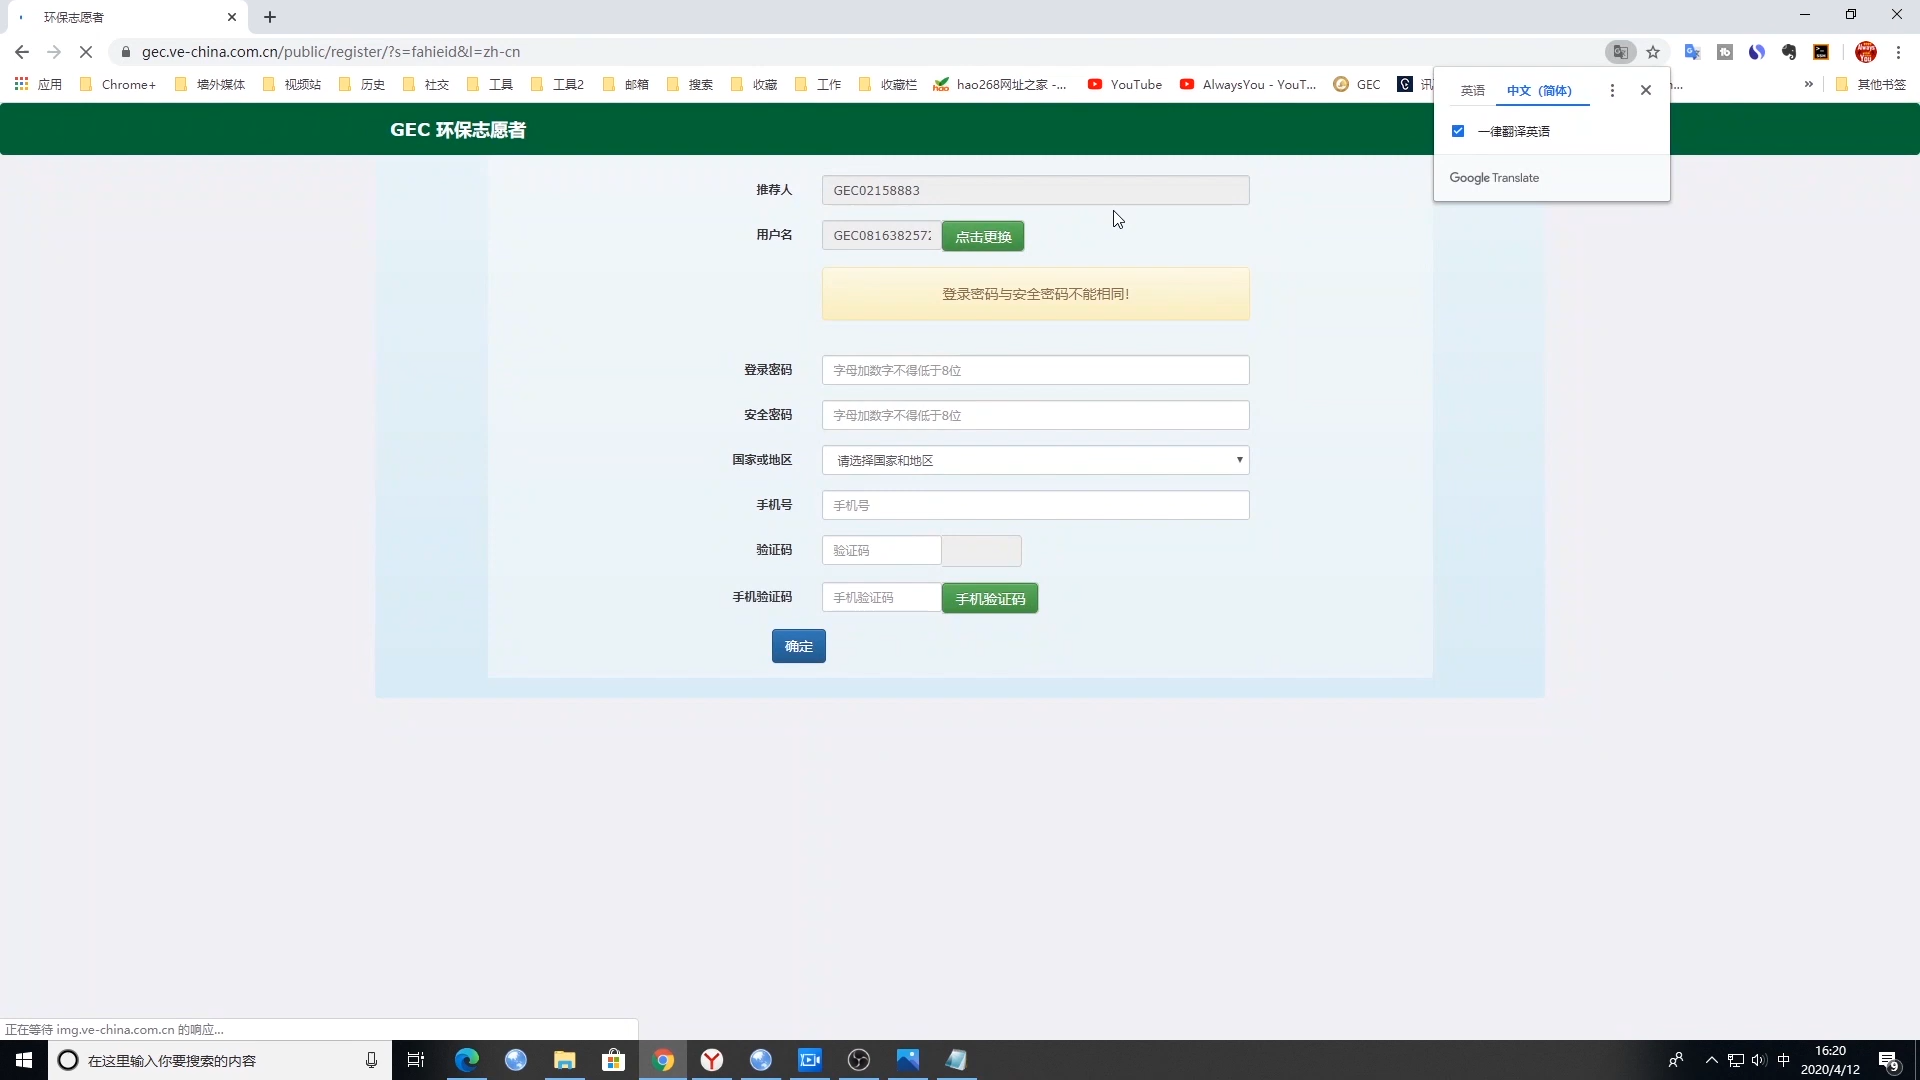 环保志愿者
gec.ve-china.com.cn/public/register/?s=fahieid&l=zh-cn
应用 Chrome+ 墙外媒体 视频站 历史 社交 工具 工具2 邮箱 搜索 收藏 工作 收藏栏 hao268网址之家 -... YouTube AlwaysYou - YouT... GEC » 其他书签
英语 中文（简体）
一律翻译英语
Google Translate
GEC 环保志愿者
推荐人 GEC02158883
用户名 GEC0816382572 点击更换
登录密码与安全密码不能相同！
登录密码 字母加数字不得低于8位
安全密码 字母加数字不得低于8位
国家或地区 请选择国家和地区
手机号 手机号
验证码 验证码
手机验证码 手机验证码 手机验证码
确定
正在等待 img.ve-china.com.cn 的响应...
在这里输入你要搜索的内容
中
16:20
2020/4/12
9